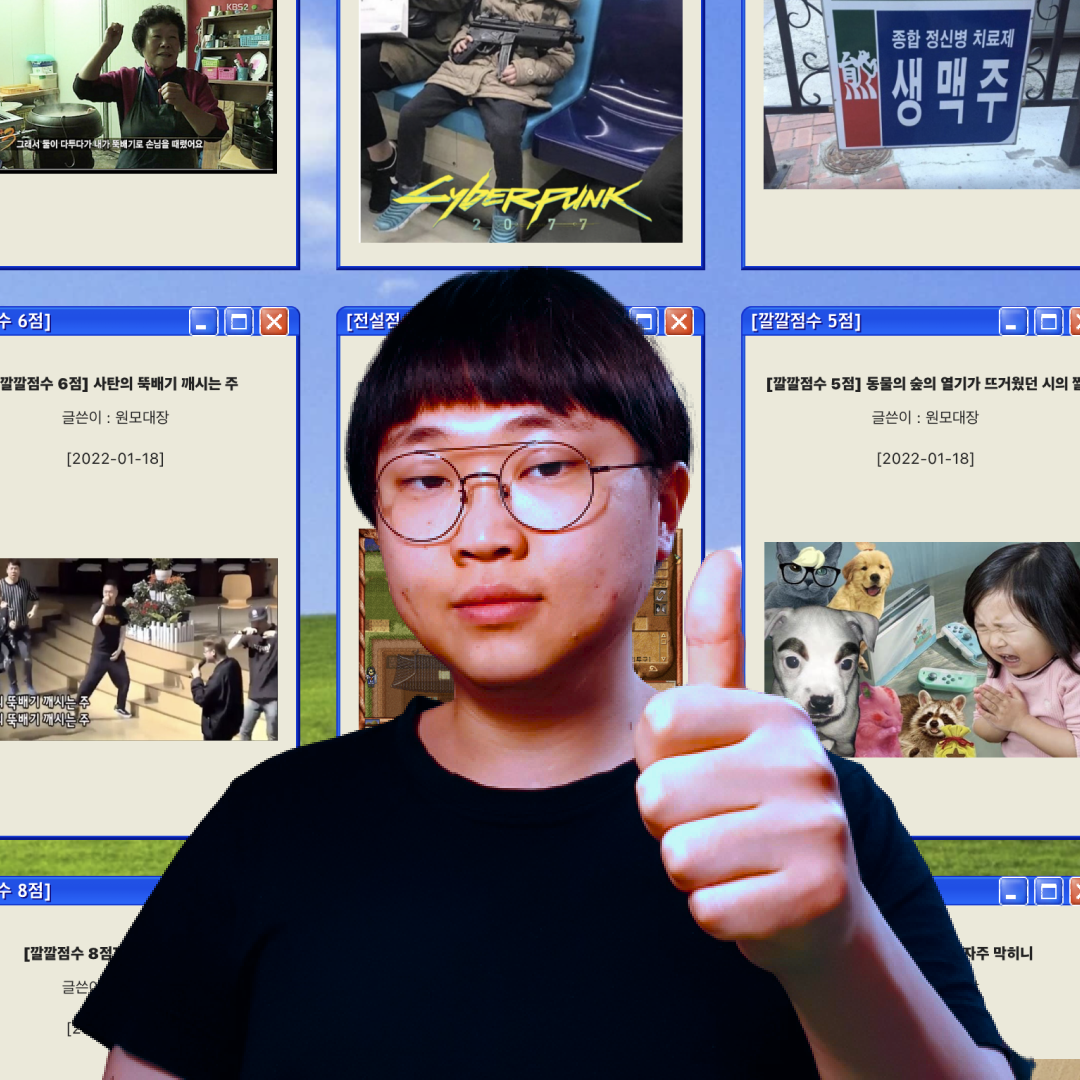 KBS2
그래서 둘이 다투다가 내가 뚝배기로 손님을 때렸어요
CYBERPUNK
2077
종합 정신병 치료제
생맥주
수 6점]
[전설점
[깔깔점수 5점]
깔깔점수 6점] 사탄의 뚝배기 깨시는 주
글쓴이 : 원모대장
[2022-01-18]
[깔깔점수 5점] 동물의 숲의 열기가 뜨거웠던 시의
글쓴이 : 원모대장
[2022-01-18]
뚝배기 깨시는 주
뚝배기 깨시는 주
수 8점]
[깔깔점수 8점
글쓴
[2
자주 막히니